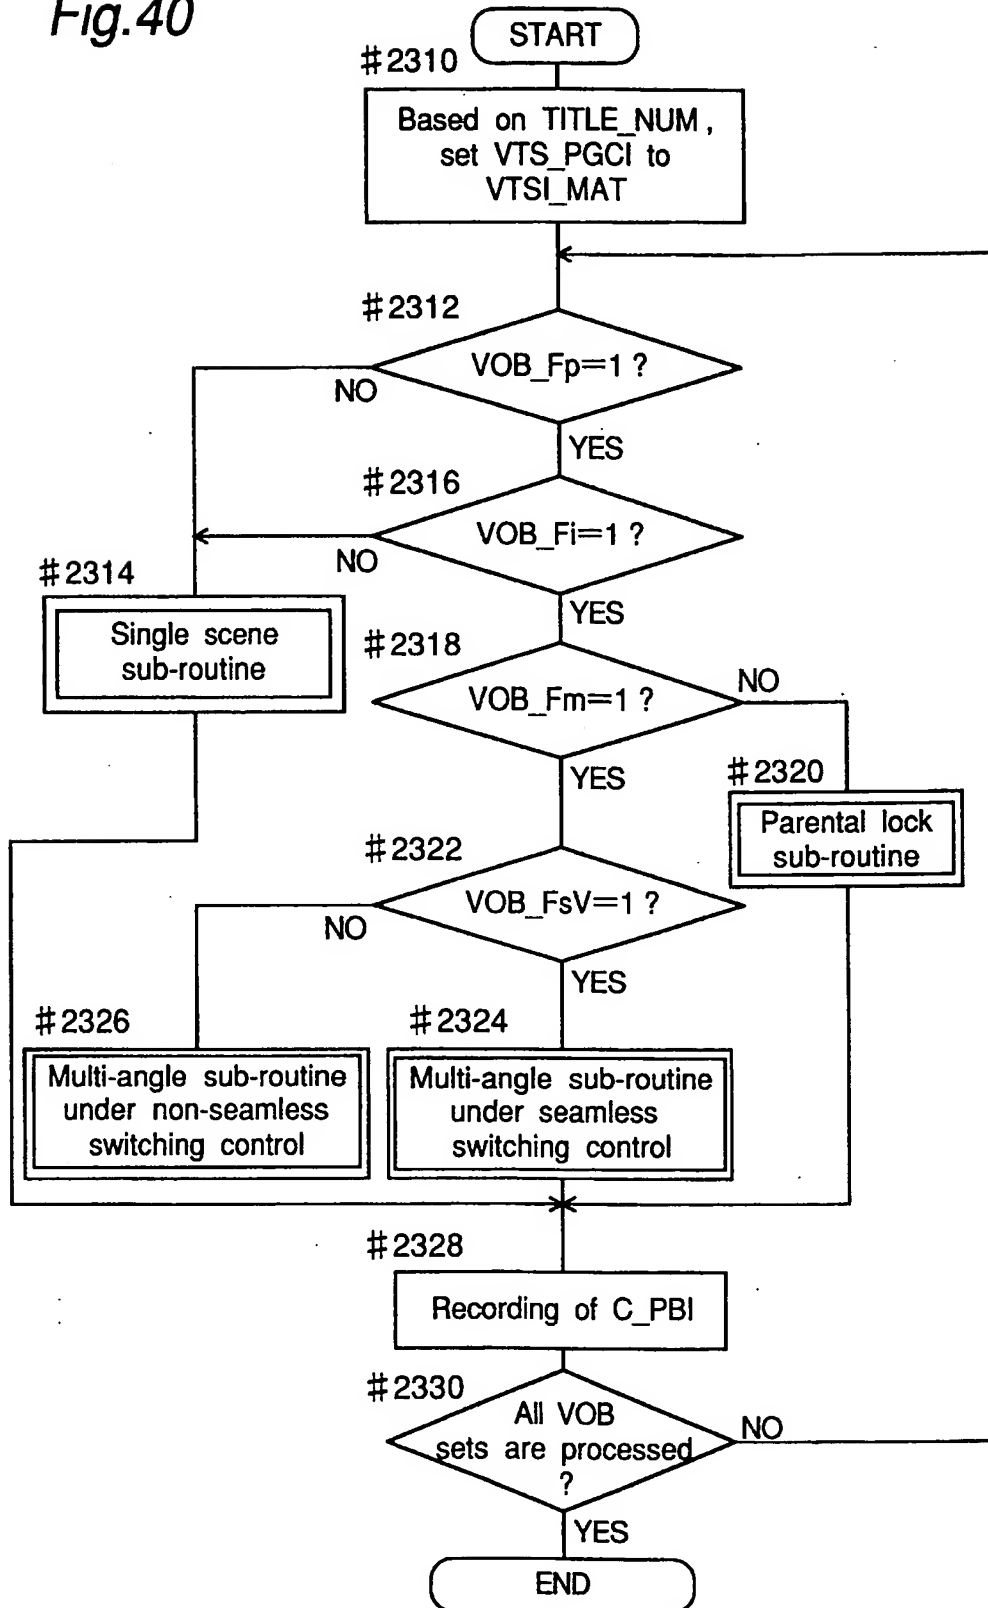 Fig.40
START
#2310
Based on TITLE_NUM,
set VTS_PGCI to
VTSI_MAT
#2312
VOB_Fp=1 ?
NO
YES
#2316
VOB_Fi=1 ?
NO
YES
#2314
Single scene
sub-routine
#2318
VOB_Fm=1 ?
NO
YES
#2320
Parental lock
sub-routine
#2322
VOB_FsV=1 ?
NO
YES
#2326
Multi-angle sub-routine
under non-seamless
switching control
#2324
Multi-angle sub-routine
under seamless
switching control
#2328
Recording of C_PBI
#2330
All VOB
sets are processed
?
NO
YES
END